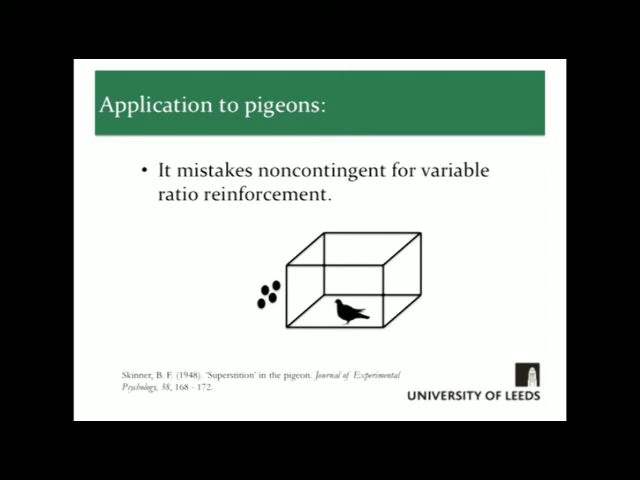 Application to pigeons:
• It mistakes noncontingent for variable
ratio reinforcement.
Skinner, B. F. (1948). 'Superstition' in the pigeon. Journal of Experimental
Psychology, 38, 168 - 172.
UNIVERSITY OF LEEDS